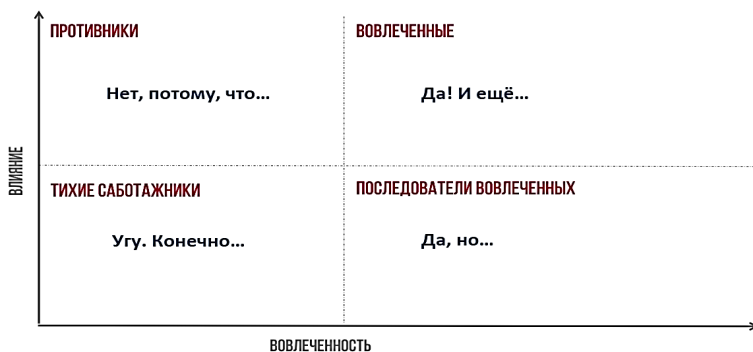 ПРОТИВНИКИ
ВОВЛЕЧЕННЫЕ
Нет, потому, что...
Да! И ещё...
ВЛИЯНИЕ
ТИХИЕ САБОТАЖНИКИ
ПОСЛЕДОВАТЕЛИ ВОВЛЕЧЕННЫХ
Угу. Конечно...
Да, но...
ВОВЛЕЧЕННОСТЬ